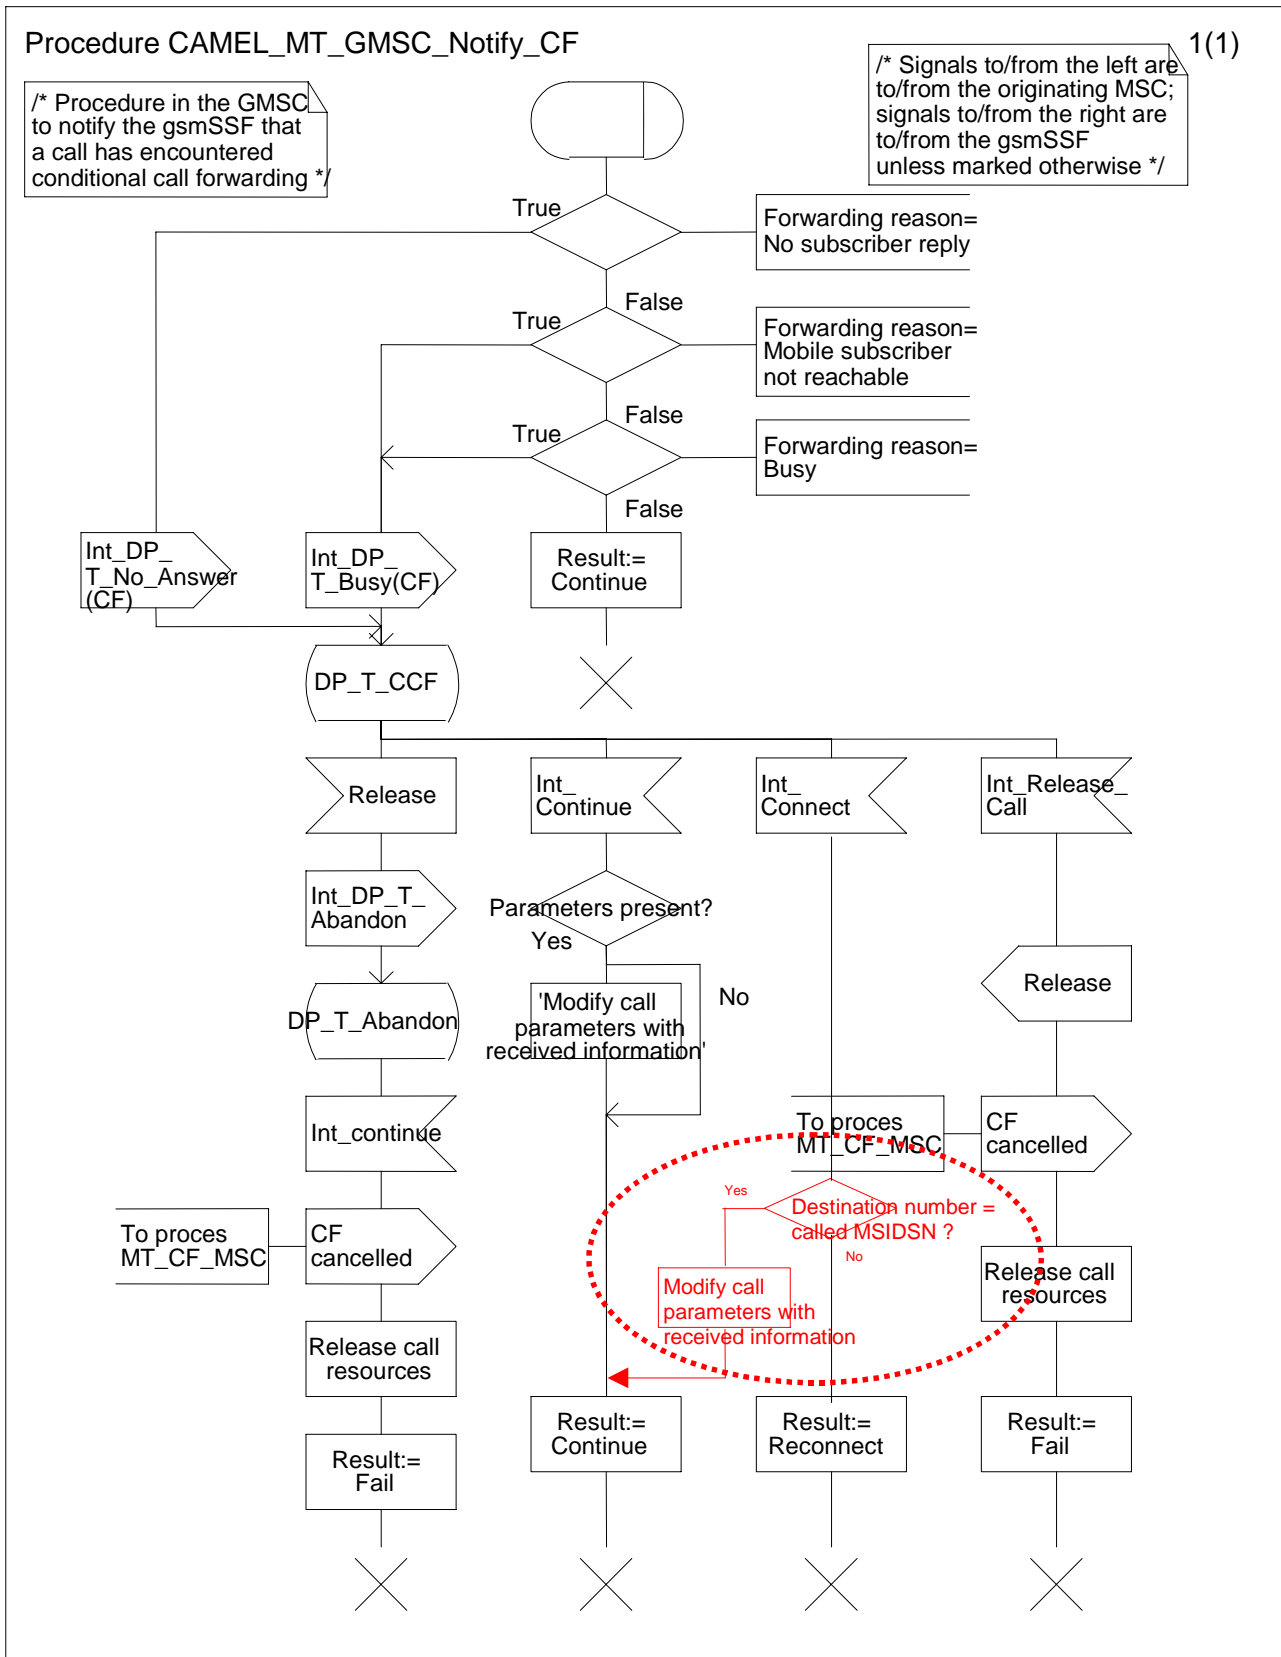 Procedure CAMEL_MT_GMSC_Notify_CF
1(1)
/* Procedure in the GMSC
to notify the gsmSSF that
a call has encountered
conditional call forwarding */
/* Signals to/from the left are
to/from the originating MSC;
signals to/from the right are
to/from the gsmSSF
unless marked otherwise */
True
Forwarding reason=
No subscriber reply
False
True
Forwarding reason=
Mobile subscriber
not reachable
False
True
Forwarding reason=
Busy
False
Int_DP_
T_No_Answer
(CF)
Int_DP_
T_Busy(CF)
Result:=
Continue
DP_T_CCF
Release
Int_
Continue
Int_
Connect
Int_Release_
Call
Int_DP_T_
Abandon
Parameters present?
Yes
No
Release
DP_T_Abandon
'Modify call
parameters with
received information'
Int_continue
To proces
MT_CF_MSC
CF
cancelled
Yes
Destination number =
called MSIDSN ?
No
To proces
MT_CF_MSC
CF
cancelled
Modify call
parameters with
received information
Release call
resources
Release call
resources
Result:=
Continue
Result:=
Reconnect
Result:=
Fail
Result:=
Fail